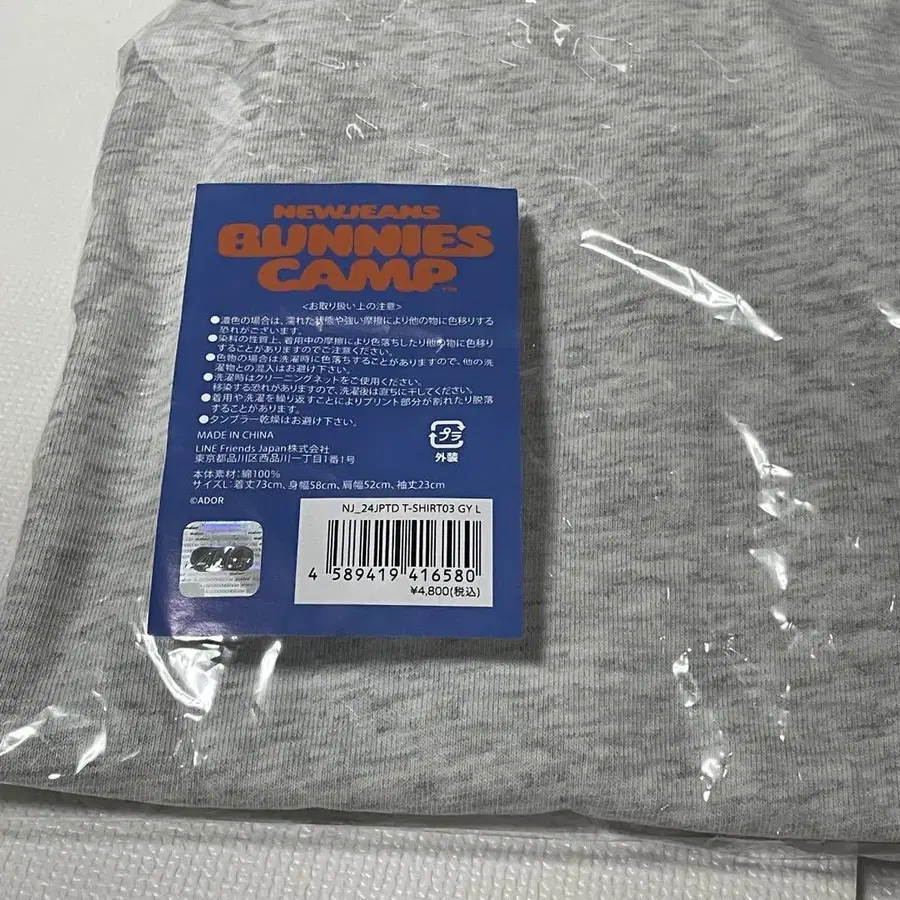 NEWJEANS
BUNNIES
CAMP™
<お取り扱い上の注意>
●濃色の場合は、濡れた状態や強い摩擦により他の物に色移りする
恐れがございます。
●染料の性質上、着用中の摩擦により色落ちしたり他の物に色移り
することがありますのでご注意ください。
●色物の場合は洗濯時に色落ちすることがありますので、他の洗
濯物との混入はお避け下さい。
●洗濯時はクリーニングネットをご使用ください。
移染する恐れがありますので、洗濯後は直ちに干してください。
●着用や洗濯を繰り返すことによりプリント部分が割れたり脱落
することがあります。
●タンブラー乾燥はお避け下さい。
MADE IN CHINA
LINE Friends Japan株式会社
東京都品川区西品川一丁目1番1号
プラ
外装
本体素材:綿100%
サイズL:着丈73cm、身幅58cm、肩幅52cm、袖丈23cm
©ADOR
NJ_24JPTD T-SHIRT03 GY L
4 589419 416580
¥4,800(税込)